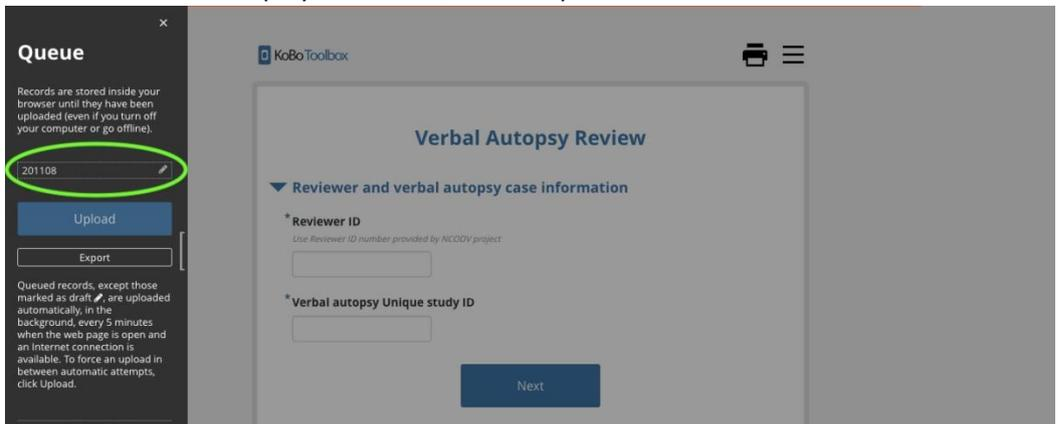 ×
Queue
Records are stored inside your
browser until they have been
uploaded (even if you turn off
your computer or go offline).
201108
Upload
Export
Queued records, except those
marked as draft , are uploaded
automatically, in the
background, every 5 minutes
when the web page is open and
an Internet connection is
available. To force an upload in
between automatic attempts,
click Upload.
KoBoToolbox
Verbal Autopsy Review
Reviewer and verbal autopsy case information
*Reviewer ID
Use Reviewer ID number provided by NCODV project
*Verbal autopsy Unique study ID
Next